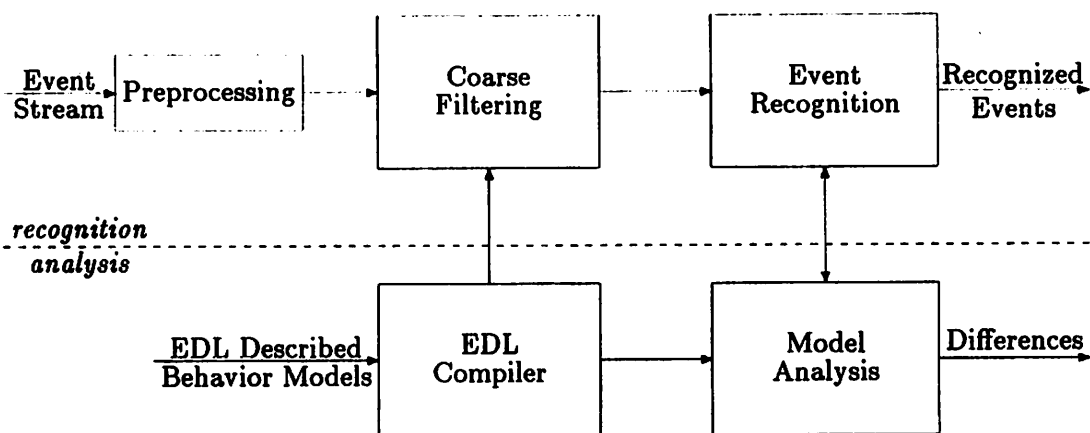 Event
Stream
Preprocessing
Coarse
Filtering
Event
Recognition
Recognized
Events
recognition
analysis
EDL Described
Behavior Models
EDL
Compiler
Model
Analysis
Differences